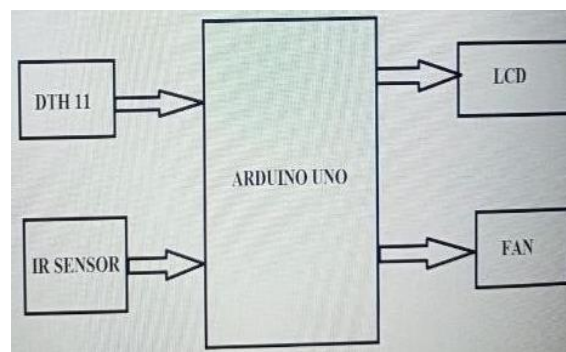 DTH 11
IR SENSOR
ARDUINO UNO
LCD
FAN